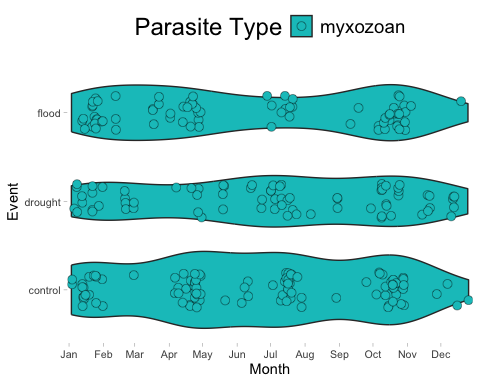 Parasite Type myxozoan
flood
drought
control
Event
Jan Feb Mar Apr May Jun Jul Aug Sep Oct Nov Dec
Month